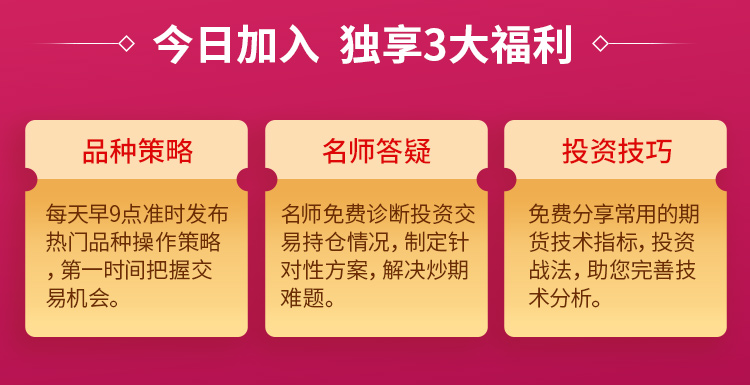 今日加入 独享3大福利
品种策略
每天早9点准时发布
热门品种操作策略
，第一时间把握交
易机会。
名师答疑
名师免费诊断投资交
易持仓情况，制定针
对性方案，解决炒期
难题。
投资技巧
免费分享常用的期
货技术指标，投资
战法，助您完善技
术分析。